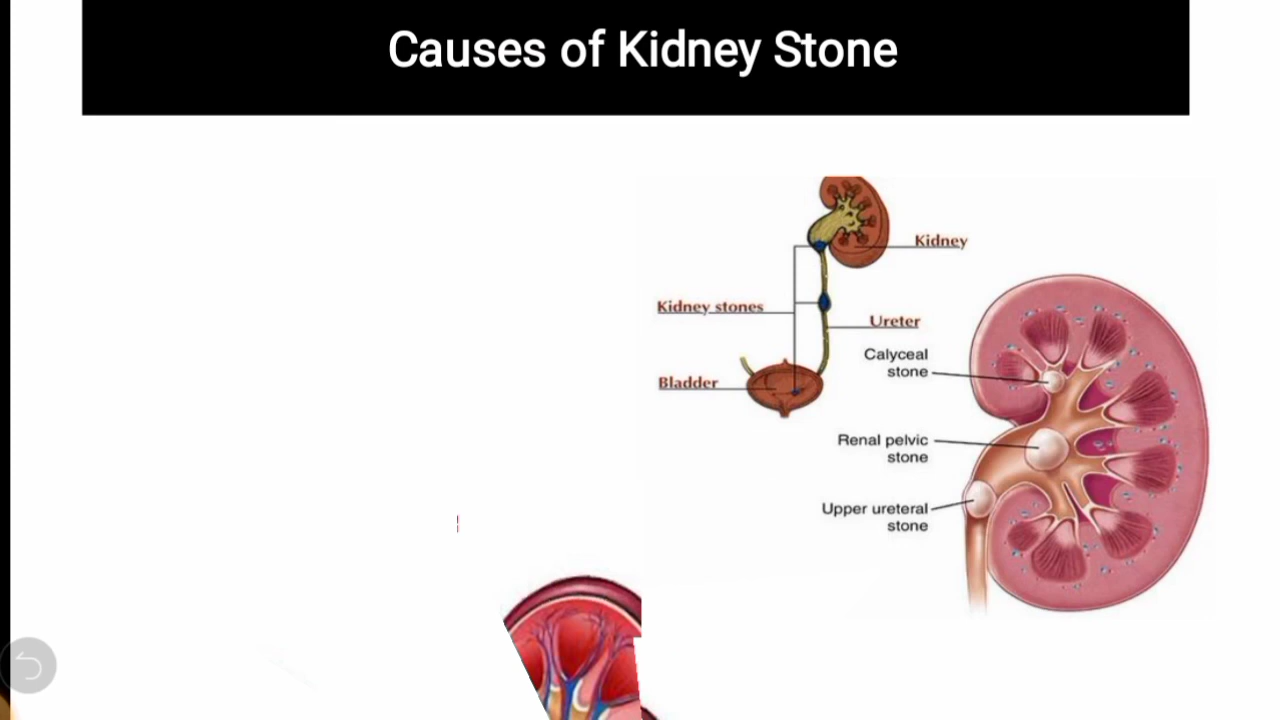 Causes of Kidney Stone
Kidney
Kidney stones
Ureter
Calyceal
stone
Bladder
Renal pelvic
stone
Upper ureteral
stone